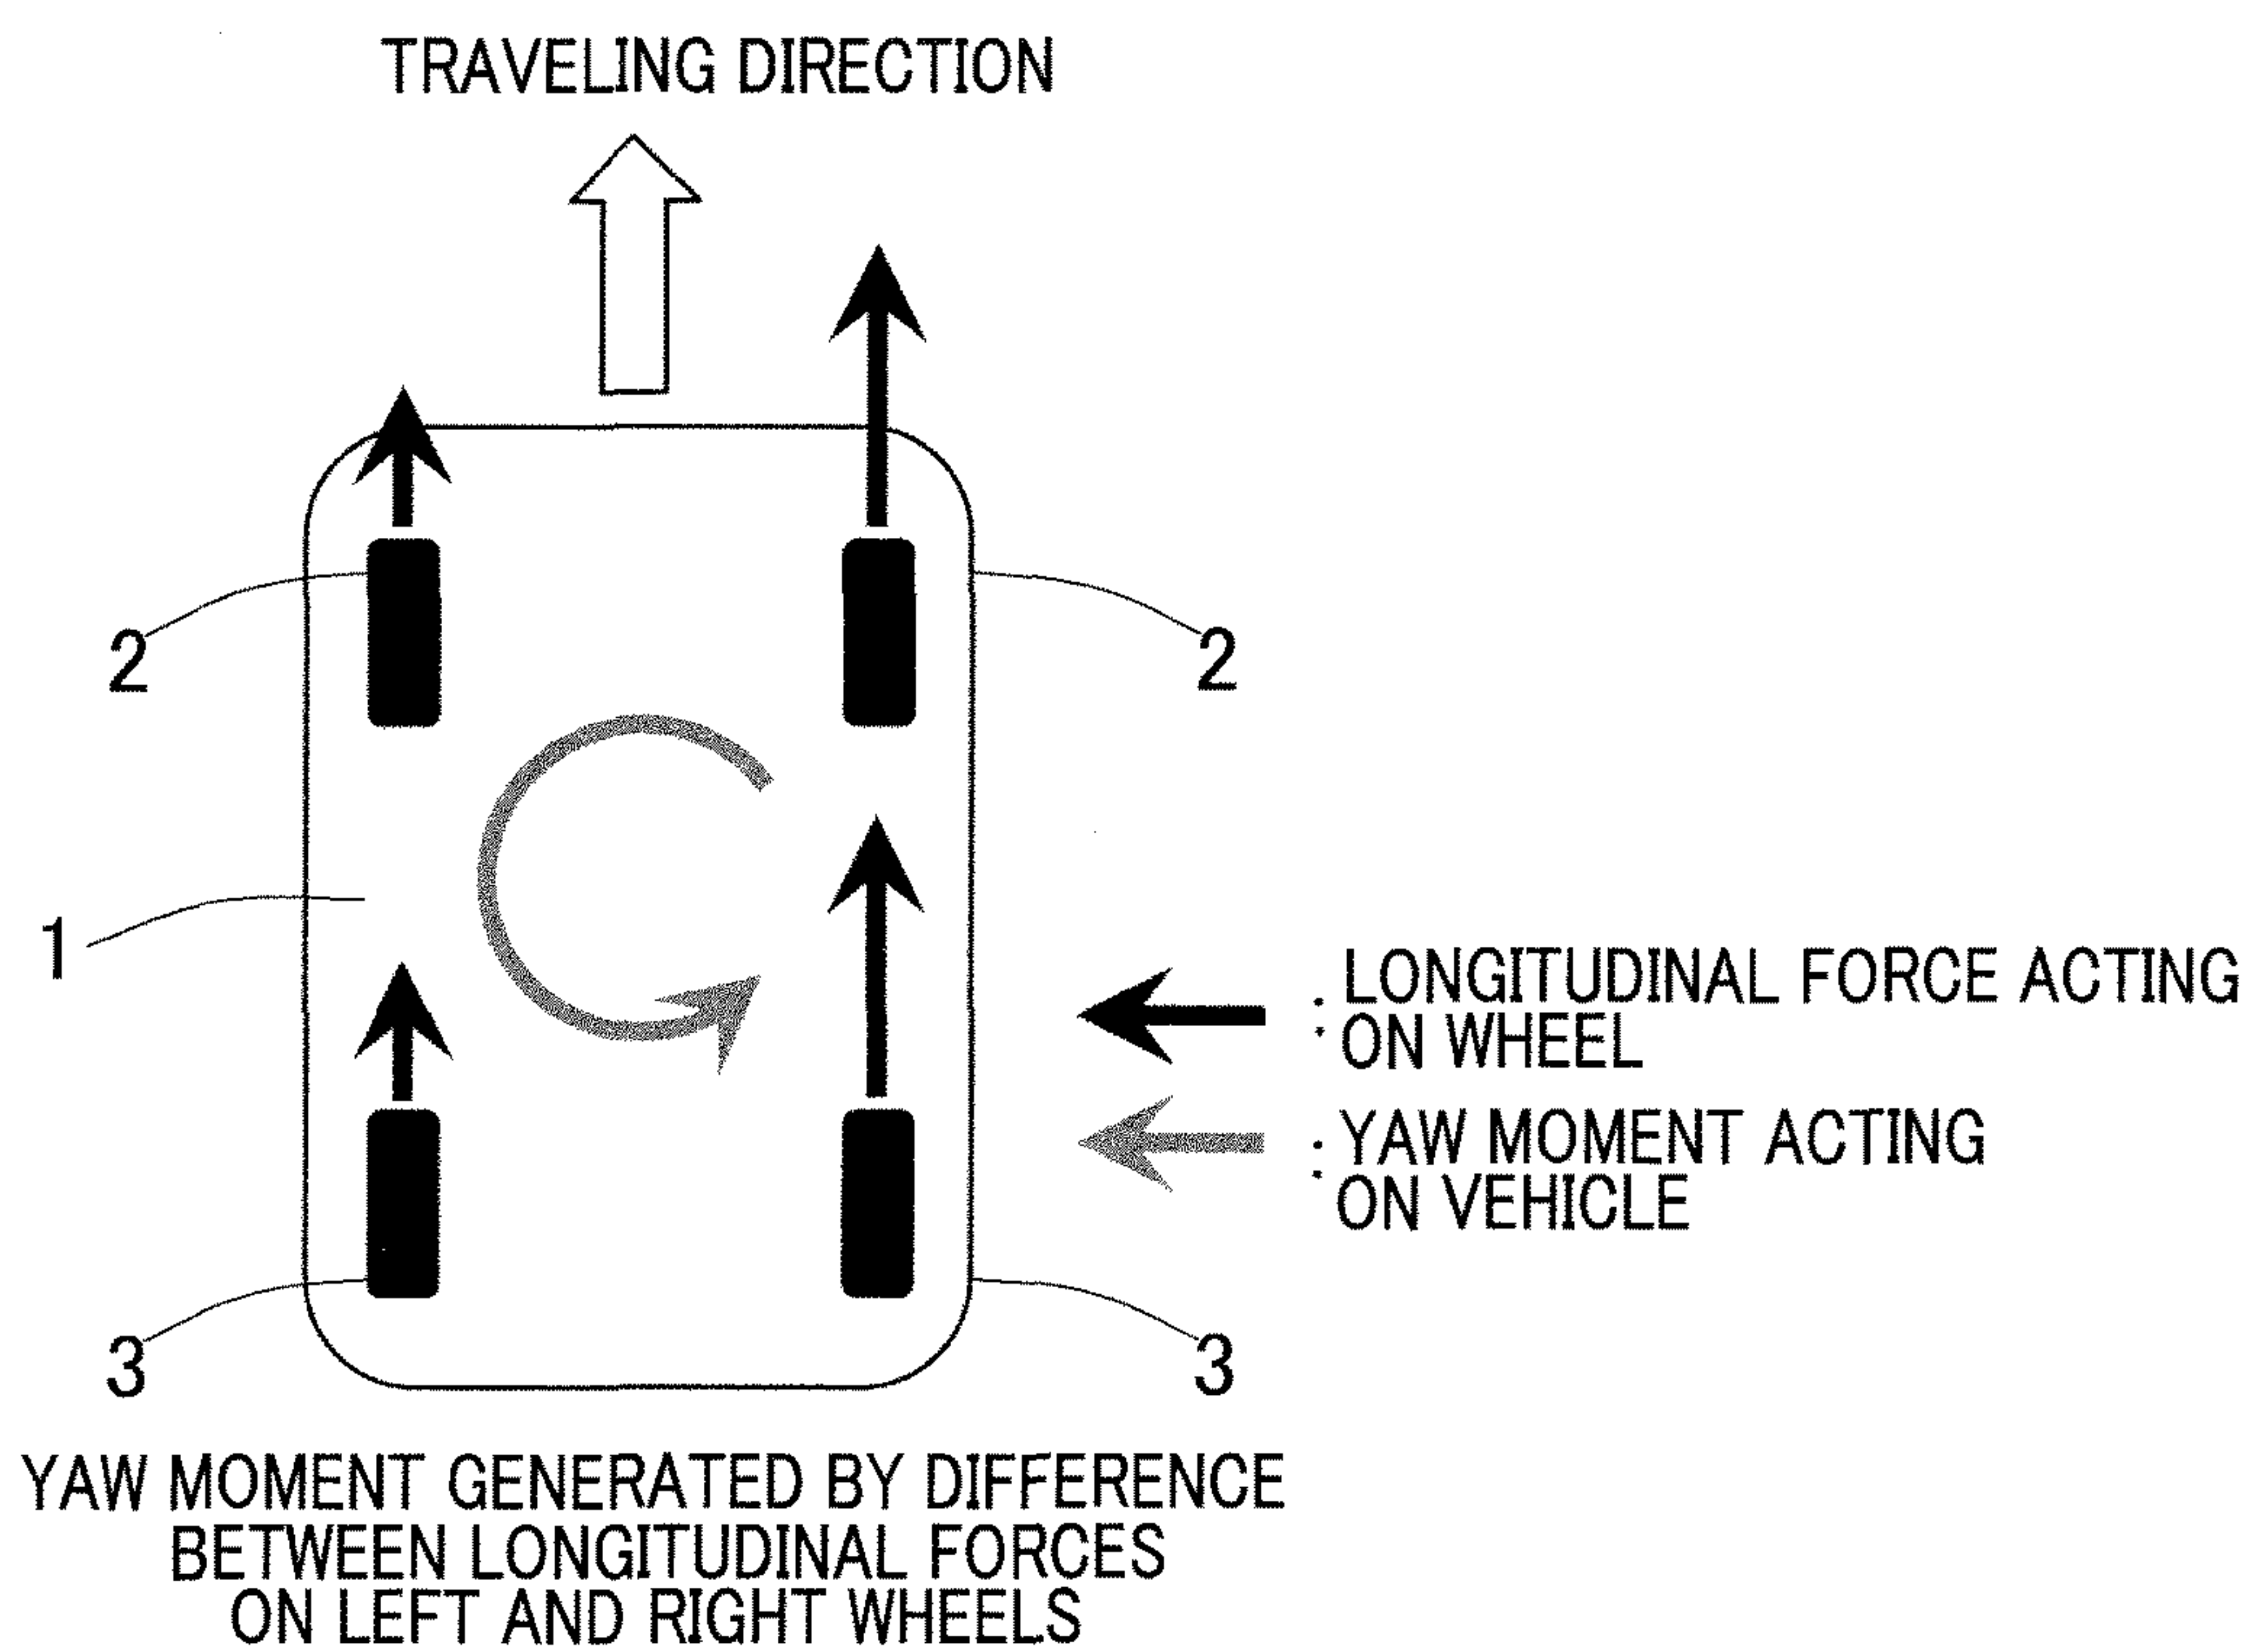 TRAVELING DIRECTION
2
2
1
: LONGITUDINAL FORCE ACTING
ON WHEEL
: YAW MOMENT ACTING
ON VEHICLE
3
3
YAW MOMENT GENERATED BY DIFFERENCE
BETWEEN LONGITUDINAL FORCES
ON LEFT AND RIGHT WHEELS